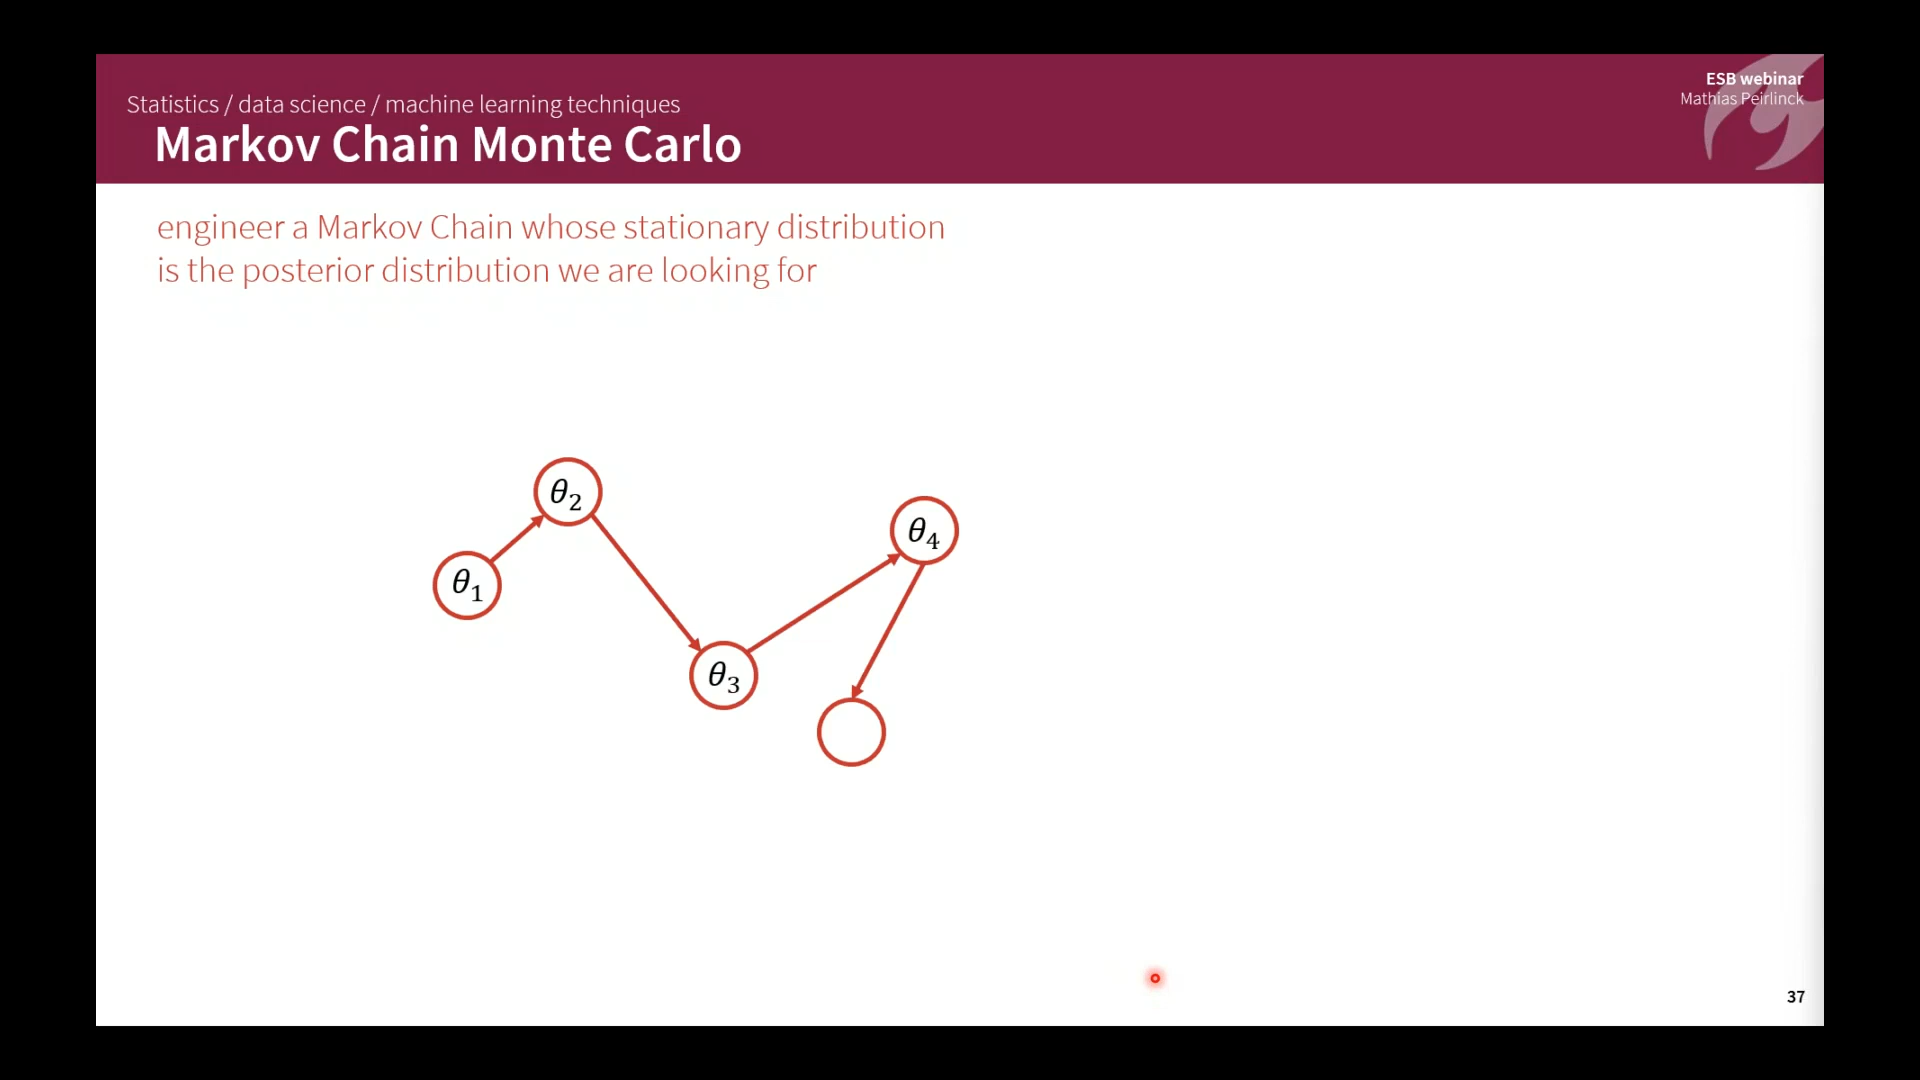 Statistics / data science / machine learning techniques
Markov Chain Monte Carlo
ESB webinar
Mathias Peirlinck
engineer a Markov Chain whose stationary distribution
is the posterior distribution we are looking for
θ₂
θ₄
θ₁
θ₃
37